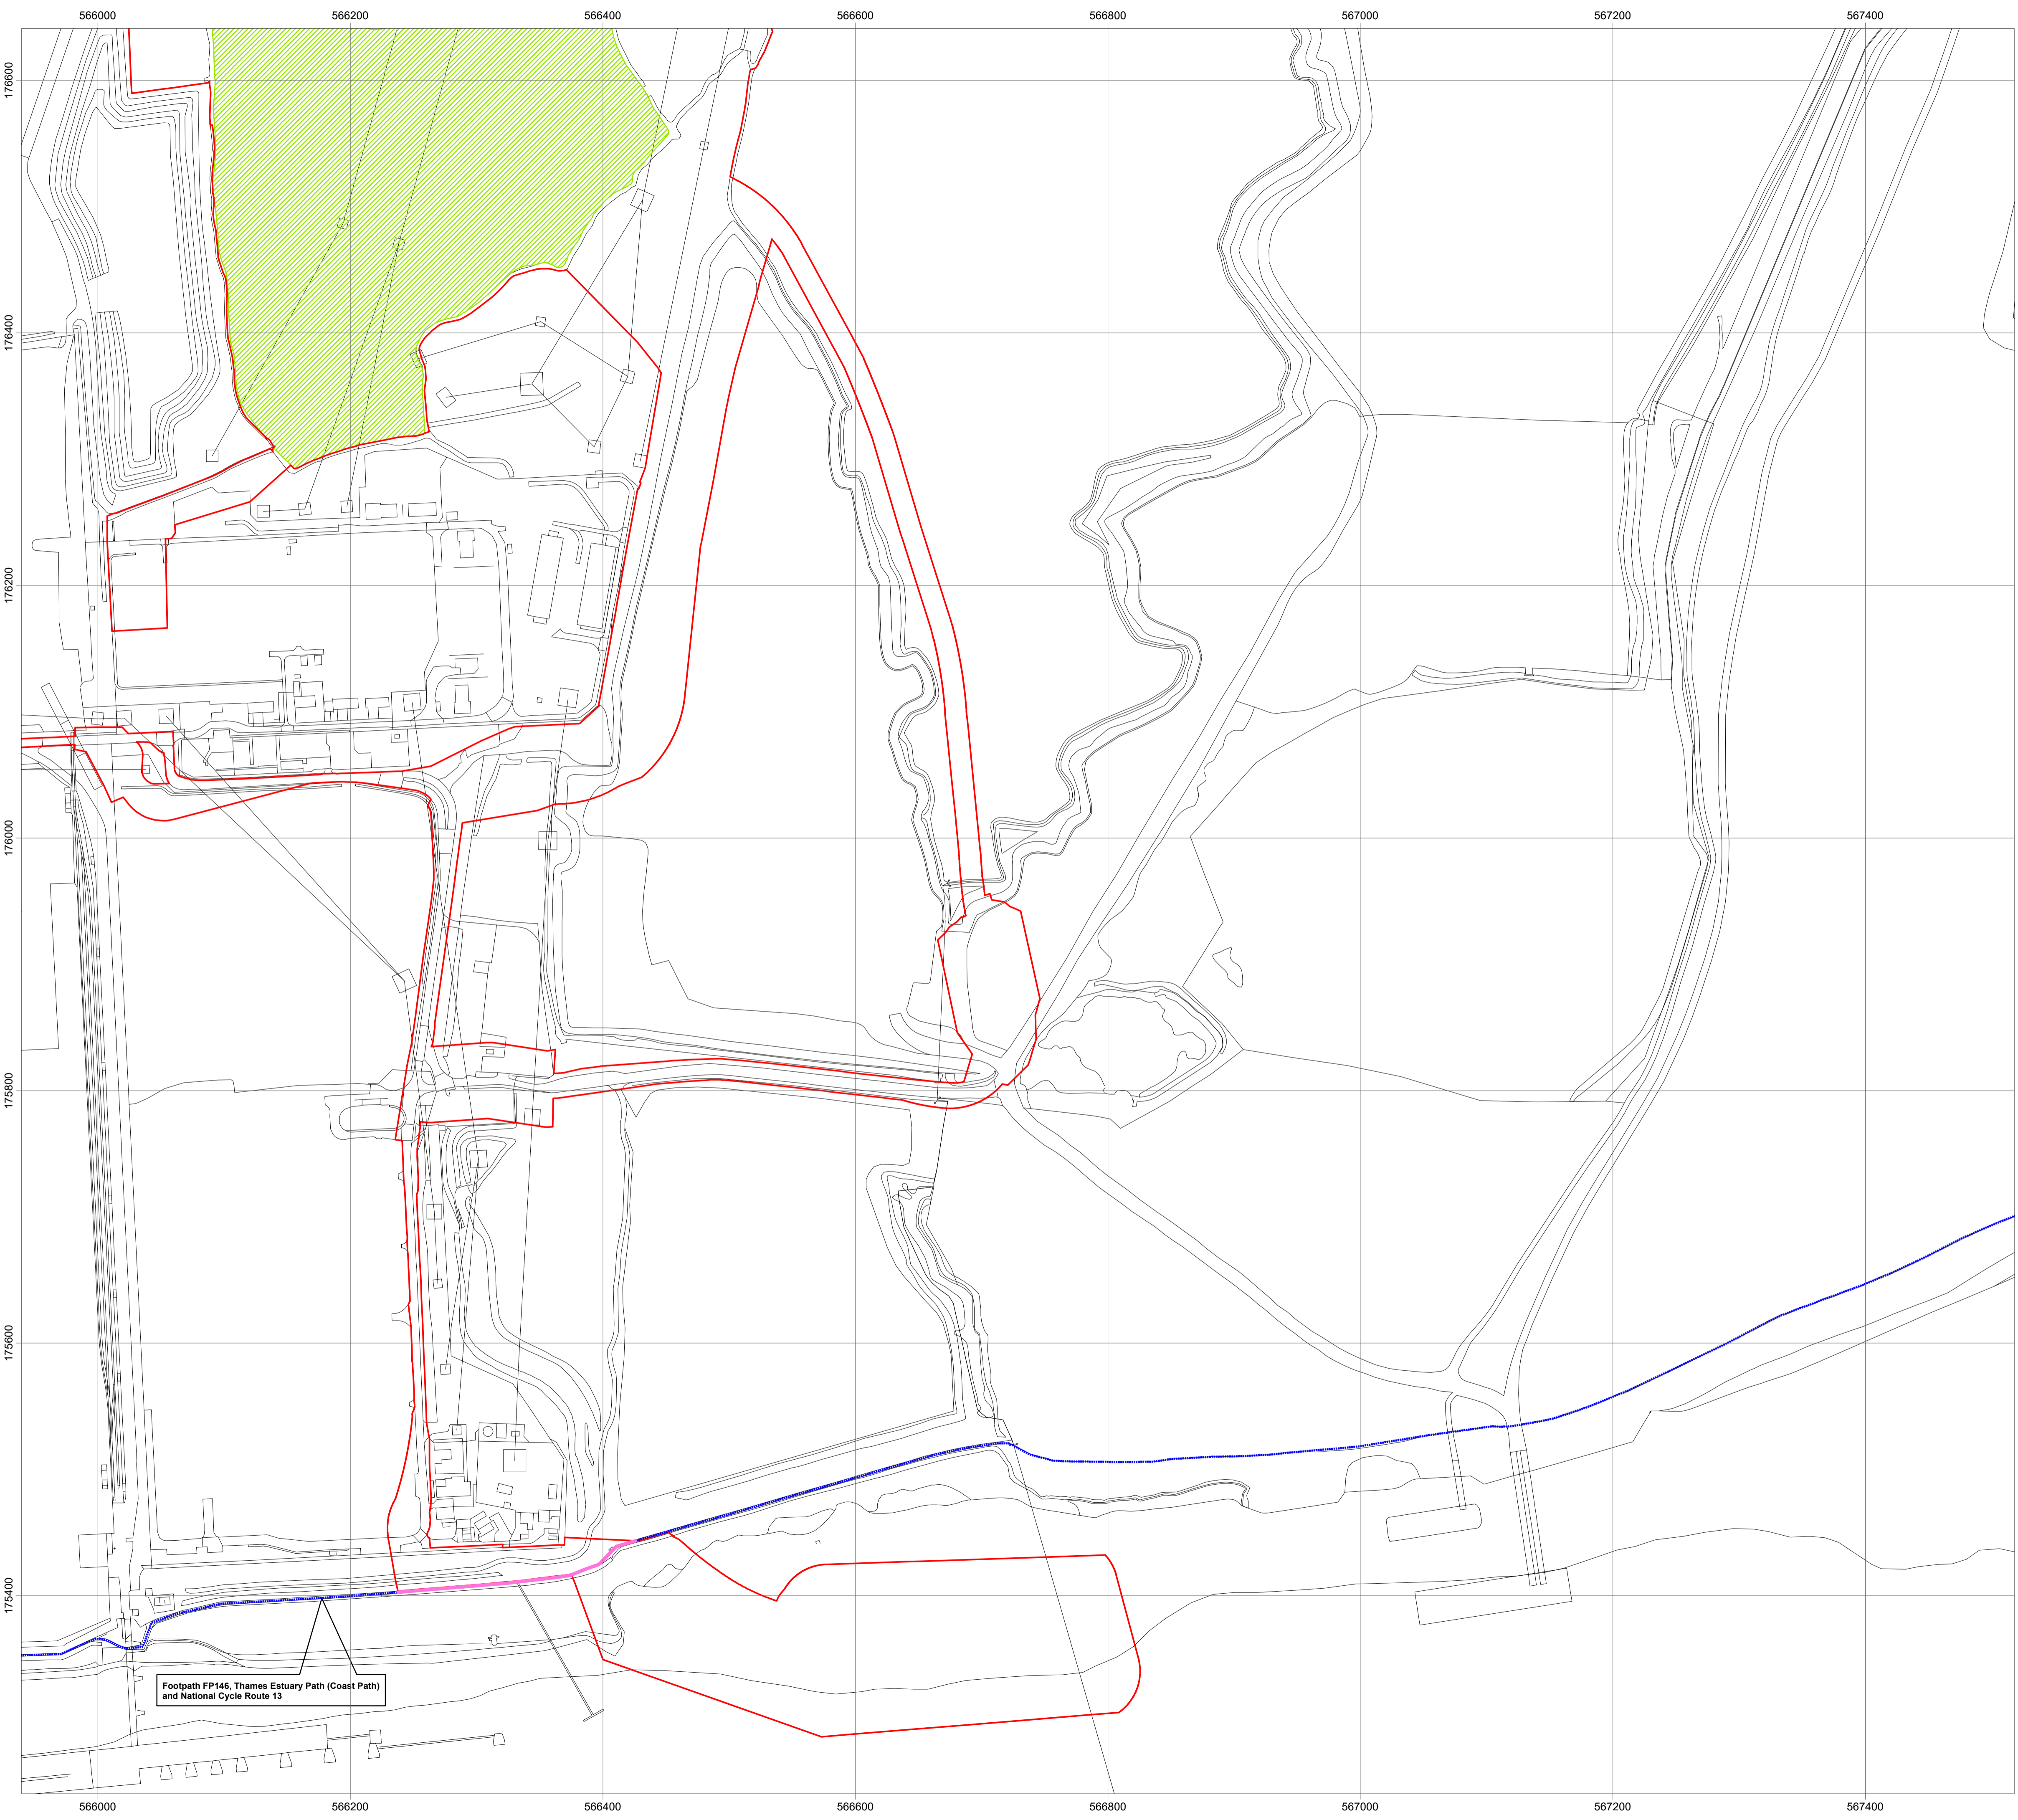 566000 566200 566400 566600 566800 567000 567200 567400
176600
176400
176200
176000
175800
175600
175400
Footpath FP146, Thames Estuary Path (Coast Path)
and National Cycle Route 13
566000 566200 566400 566600 566800 567000 567200 567400